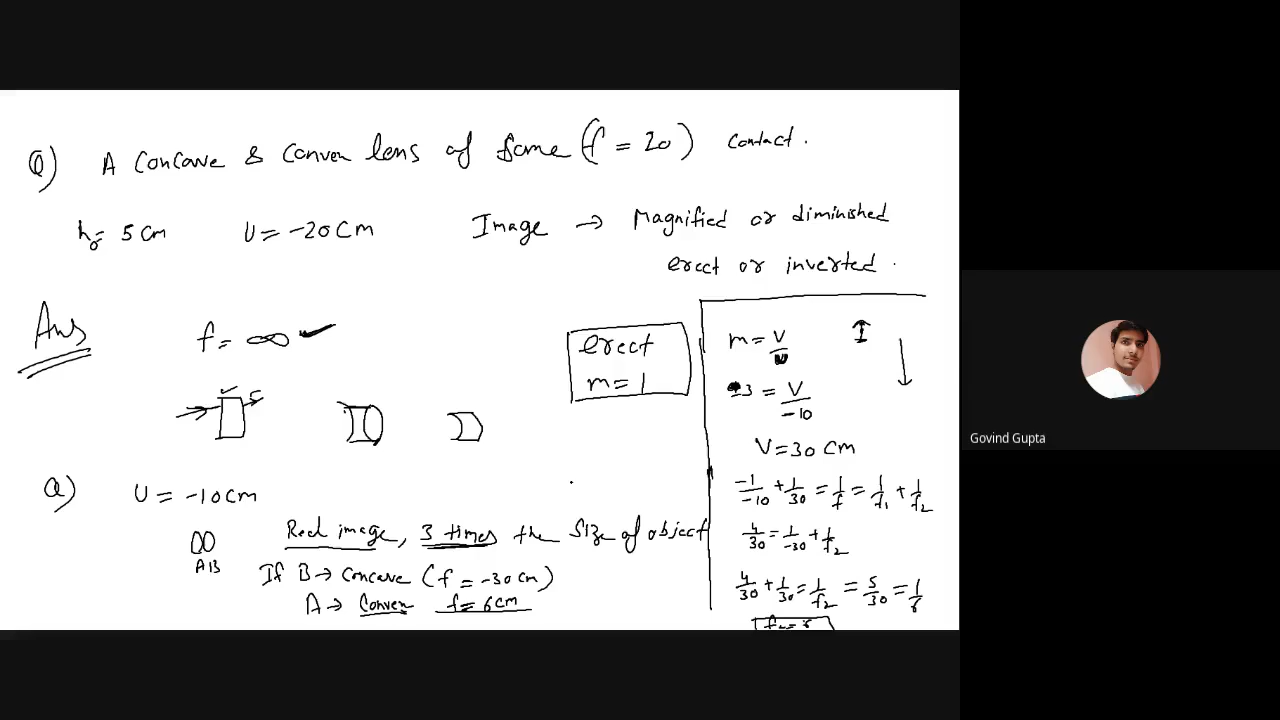 Q) A Concave & Conven lens of Same (f = 20) Contact.
h₀ = 5 cm U = -20 cm Image → Magnified or diminished
erect or inverted.
Ans f = ∞ ✓
erect
m = 1
Q) U = -10 cm
Real image, 3 times the Size of object
AB
If B → Concave (f = -30 cm)
A → Conven f = 6 cm
m = V/u
-3 = V/-10
V = 30 cm
-1/-10 + 1/30 = 1/f = 1/f₁ + 1/f₂
4/30 = 1/-30 + 1/f₂
4/30 + 1/30 = 1/f₂ = 5/30 = 1/6
Govind Gupta